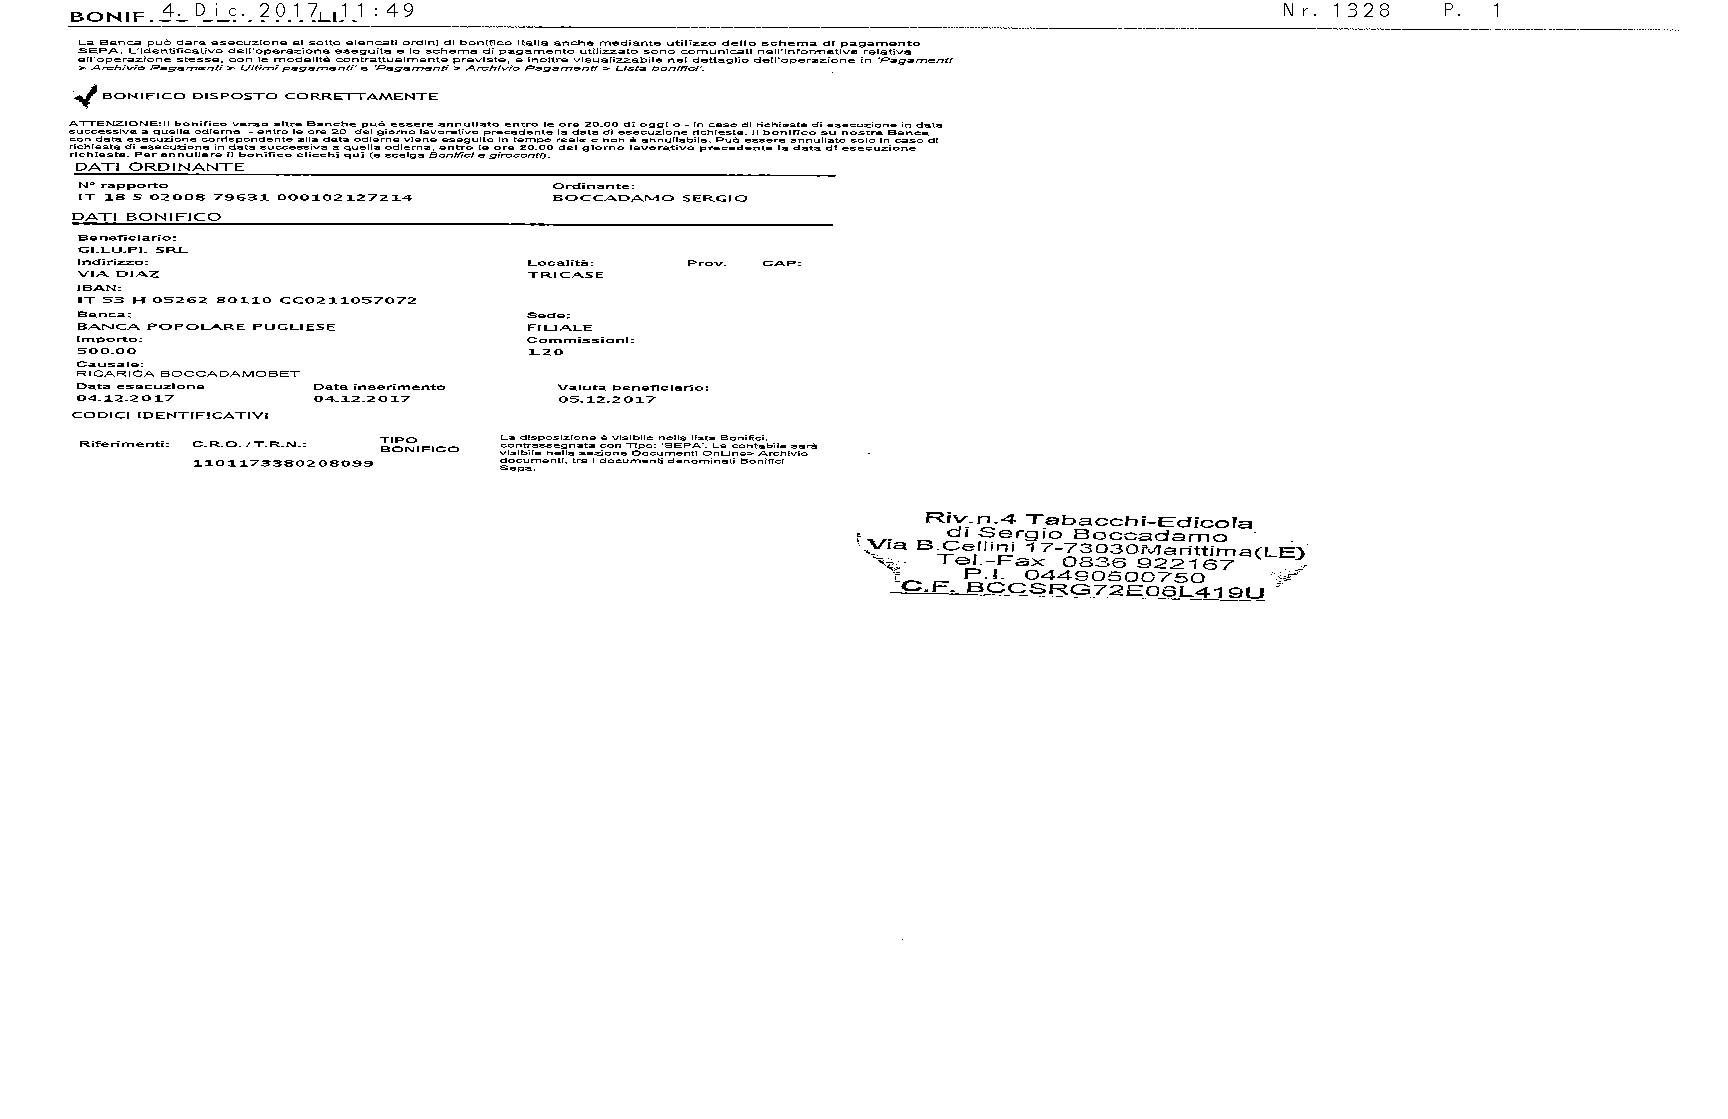 BONIF. 4. Dic. 2017 11:49 Nr. 1328 P. 1
La Banca può dare esecuzione ai sotto elencati ordini di bonifico Italia anche mediante utilizzo dello schema di pagamento
SEPA. L'identificativo dell'operazione eseguita e lo schema di pagamento utilizzato sono comunicati nell'informativa relativa
all'operazione stessa, con le modalità contrattualmente previste, e inoltre visualizzabile nel dettaglio dell'operazione in 'Pagamenti
> Archivio Pagamenti > Ultimi pagamenti' e 'Pagamenti > Archivio Pagamenti > Lista bonifici'.
BONIFICO DISPOSTO CORRETTAMENTE
ATTENZIONE:Il bonifico verso altre Banche può essere annullato entro le ore 20.00 di oggi o - in caso di richieste di esecuzione in data
successiva a quella odierna - entro le ore 20 del giorno lavorativo precedente la data di esecuzione richiesta. Il bonifico su nostra Banca
con data esecuzione corrispondente alla data odierna viene eseguito in tempo reale e non è annullabile. Può essere annullato solo in caso di
richiesta di esecuzione in data successiva a quella odierna, entro le ore 20.00 del giorno lavorativo precedente la data di esecuzione
richiesta. Per annullare il bonifico clicchi qui (e scelga Bonifici e giroconti).
DATI ORDINANTE
N° rapporto Ordinante:
IT 18 S 02008 79631 000102127214 BOCCADAMO SERGIO
DATI BONIFICO
Beneficiario:
GI.LU.PI. SRL
Indirizzo: Località: Prov. CAP:
VIA DIAZ TRICASE
IBAN:
IT 53 H 05262 80110 CC0211057072
Banca: Sede:
BANCA POPOLARE PUGLIESE FILIALE
Importo: Commissioni:
500.00 1.20
Causale:
RICARICA BOCCADAMOBET
Data esecuzione Data inserimento Valuta beneficiario:
04.12.2017 04.12.2017 05.12.2017
CODICI IDENTIFICATIVI
Riferimenti: C.R.O./T.R.N.: TIPO BONIFICO
1101173380208099
La disposizione è visibile nella lista Bonifici,
contrassegnata con Tipo: 'SEPA'. La contabile sarà
visibile nella sezione Documenti OnLine> Archivio
documenti, tra i documenti denominati Bonifici
Sepa.
Riv.n.4 Tabacchi-Edicola
di Sergio Boccadamo
Via B.Cellini 17-73030Marittima(LE)
Tel.-Fax 0836 922167
P.I. 04490500750
C.F. BCCSRG72E06L419U